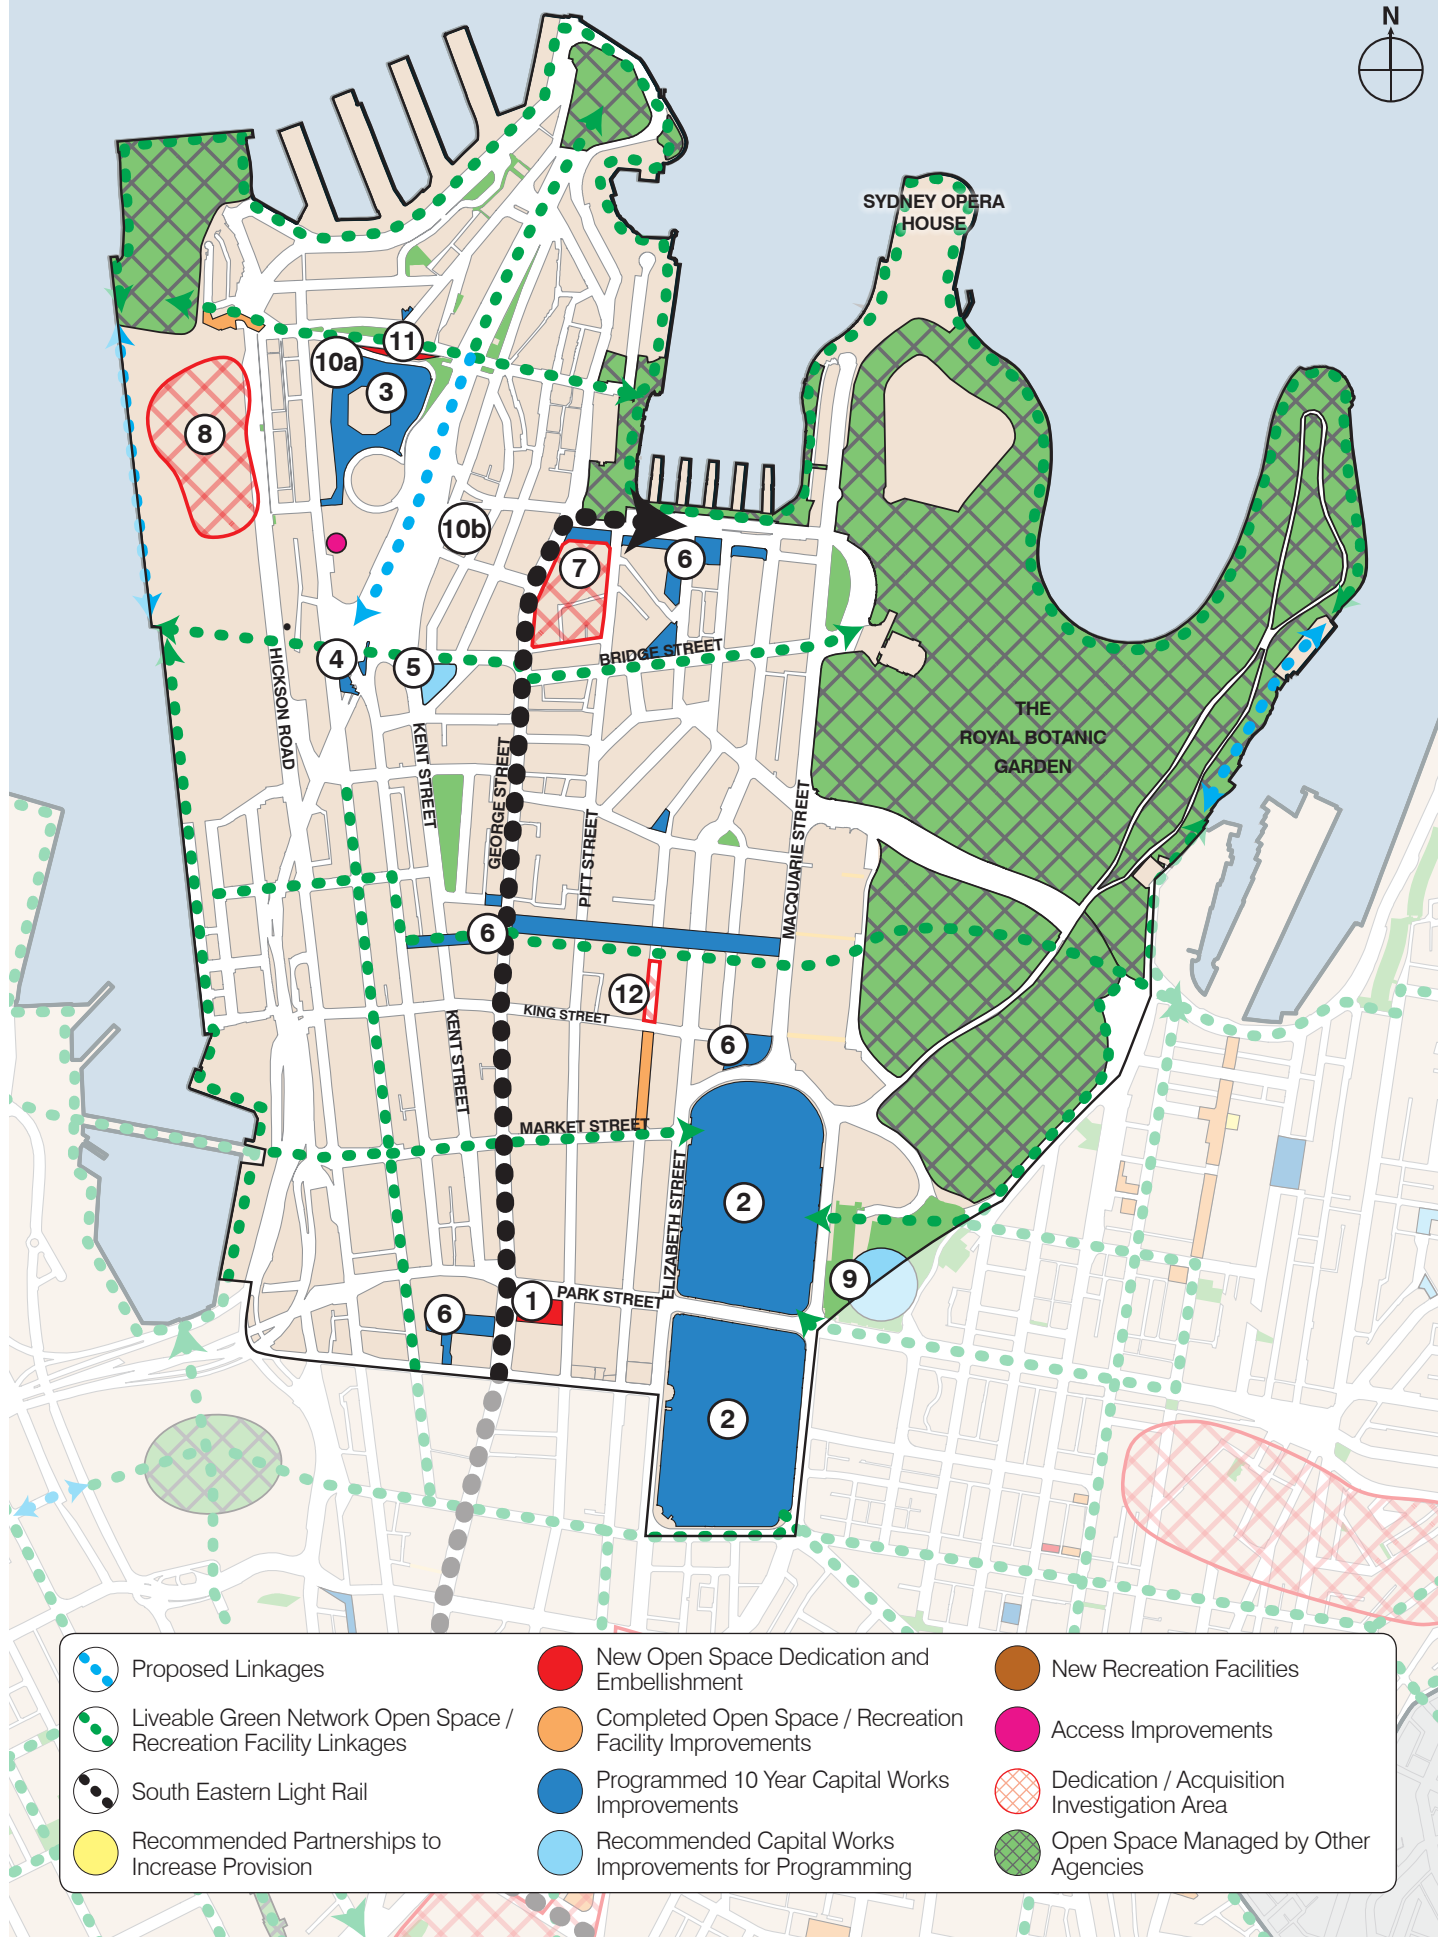 N
SYDNEY OPERA
HOUSE
11
10a
3
8
10b
6
7
BRIDGE STREET
4
5
HICKSON ROAD
THE
ROYAL BOTANIC
GARDEN
KENT STREET
GEORGE STREET
PITT STREET
MACQUARIE STREET
6
12
KING STREET
6
KENT STREET
MARKET STREET
ELIZABETH STREET
2
9
1
PARK STREET
6
2
Proposed Linkages
Liveable Green Network Open Space /
Recreation Facility Linkages
South Eastern Light Rail
Recommended Partnerships to
Increase Provision
New Open Space Dedication and
Embellishment
Completed Open Space / Recreation
Facility Improvements
Programmed 10 Year Capital Works
Improvements
Recommended Capital Works
Improvements for Programming
New Recreation Facilities
Access Improvements
Dedication / Acquisition
Investigation Area
Open Space Managed by Other
Agencies